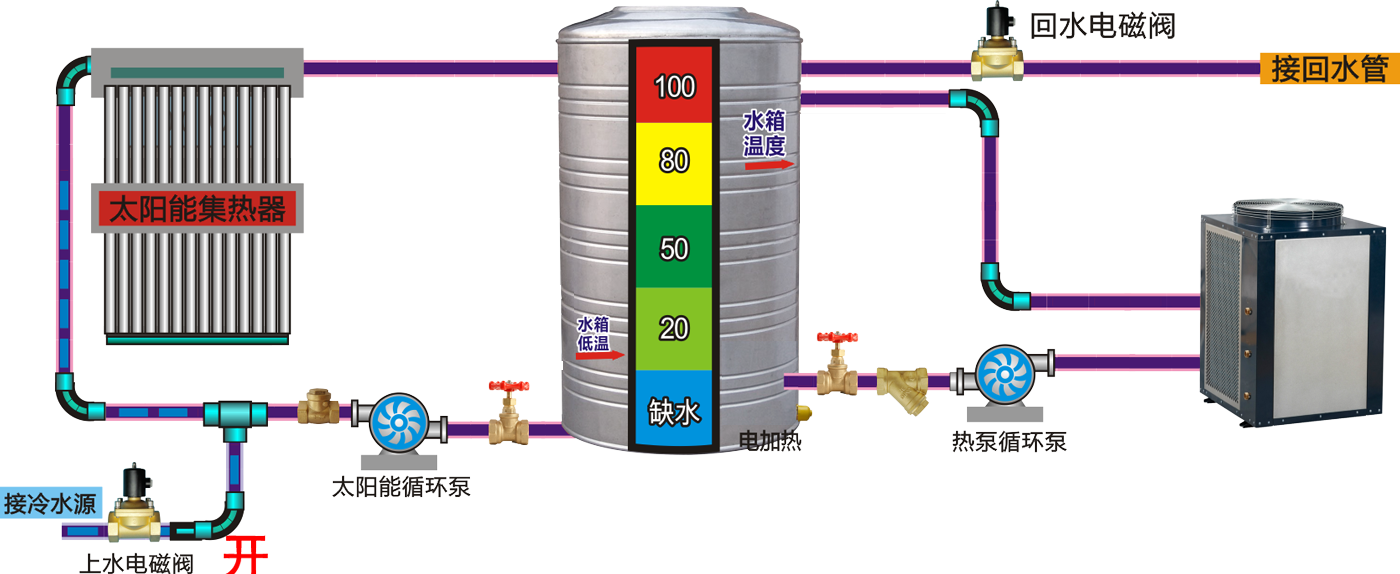 回水电磁阀
接回水管
100
水箱
温度
80
太阳能集热器
50
水箱
低温
20
缺水
电加热
热泵循环泵
太阳能循环泵
接冷水源
上水电磁阀
开